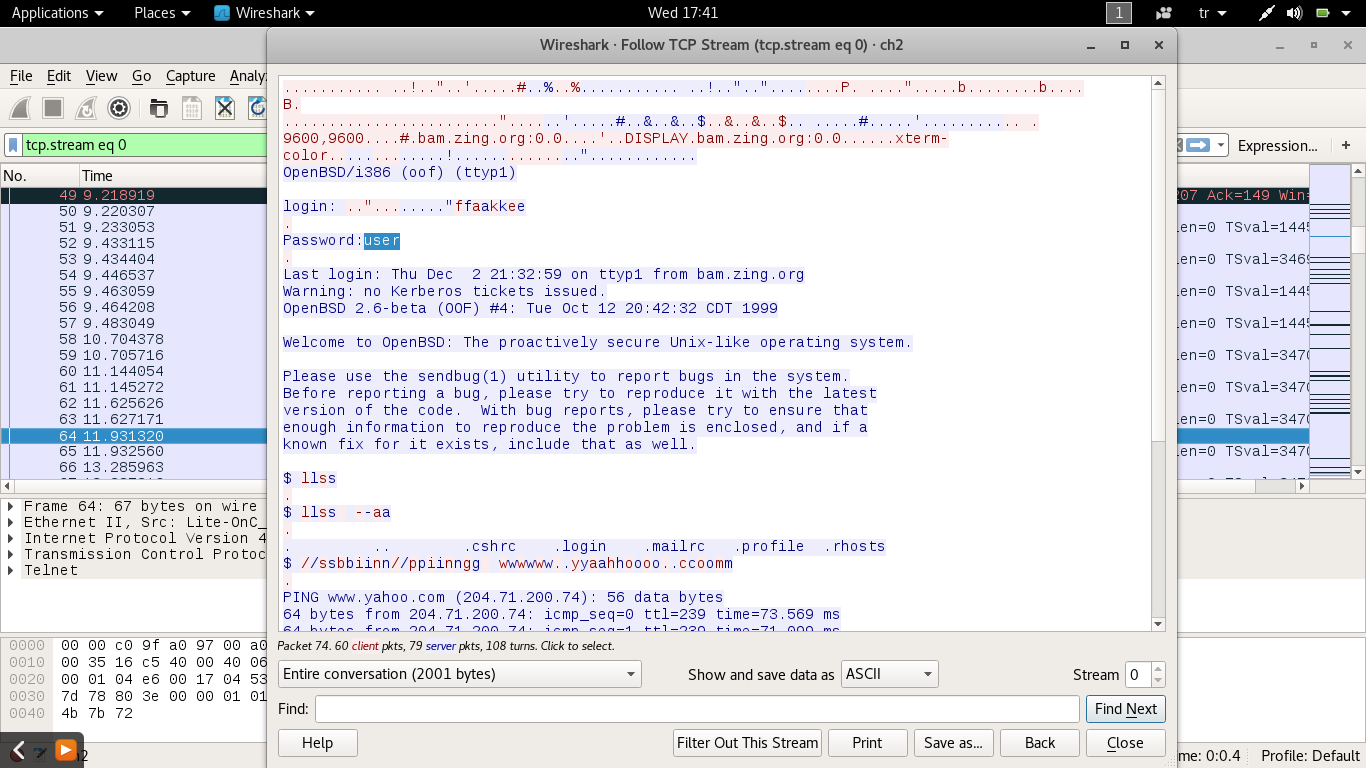 Applications Places Wireshark Wed 17:41 1 tr
Wireshark · Follow TCP Stream (tcp.stream eq 0) · ch2
File Edit View Go Capture Analy
tcp.stream eq 0
Expression... +
No. Time
49 9.218919
50 9.220307
51 9.233053
52 9.433115
53 9.434404
54 9.446537
55 9.463059
56 9.464208
57 9.483049
58 10.704378
59 10.705716
60 11.144054
61 11.145272
62 11.625626
63 11.627171
64 11.931320
65 11.932560
66 13.285963
207 Ack=149 Win=
Len=0 TSval=1445
Len=0 TSval=3469
Len=0 TSval=1445
Len=0 TSval=1445
Len=0 TSval=3470
Len=0 TSval=3470
Len=0 TSval=3470
Len=0 TSval=3470
........... ..!.."..'.....#..%..%........... ..!..".."........P. ....".....b........b....
B.
........................"......'.....#..&..&..$..&..&..$.. .....#.....'......... .. .
9600,9600....#.bam.zing.org:0.0....'..DISPLAY.bam.zing.org:0.0......xterm-
color.............!.............."............
OpenBSD/i386 (oof) (ttyp1)
login: .."........"ffaakkee
.
Password:user
.
Last login: Thu Dec  2 21:32:59 on ttyp1 from bam.zing.org
Warning: no Kerberos tickets issued.
OpenBSD 2.6-beta (OOF) #4: Tue Oct 12 20:42:32 CDT 1999
Welcome to OpenBSD: The proactively secure Unix-like operating system.
Please use the sendbug(1) utility to report bugs in the system.
Before reporting a bug, please try to reproduce it with the latest
version of the code.  With bug reports, please try to ensure that
enough information to reproduce the problem is enclosed, and if a
known fix for it exists, include that as well.
$ llss
.
$ llss  --aa
.
.         ..        .cshrc    .login    .mailrc   .profile  .rhosts
$ //ssbbiinn//ppiinngg  wwwwww..yyaahhoooo..ccoomm
.
PING www.yahoo.com (204.71.200.74): 56 data bytes
64 bytes from 204.71.200.74: icmp_seq=0 ttl=239 time=73.569 ms
64 bytes from 204.71.200.74: icmp_seq=1 ttl=239 time=71.099 ms
Frame 64: 67 bytes on wire
Ethernet II, Src: Lite-OnC_
Internet Protocol Version 4
Transmission Control Protoc
Telnet
0000 00 00 c0 9f a0 97 00 a0
0010 00 35 16 c5 40 00 40 06
0020 00 01 04 e6 00 17 04 53
0030 7d 78 80 3e 00 00 01 01
0040 4b 7b 72
Packet 74. 60 client pkts, 79 server pkts, 108 turns. Click to select.
Entire conversation (2001 bytes) Show and save data as ASCII Stream 0
Find: Find Next
Help Filter Out This Stream Print Save as... Back Close
ch2
me: 0:0.4 Profile: Default